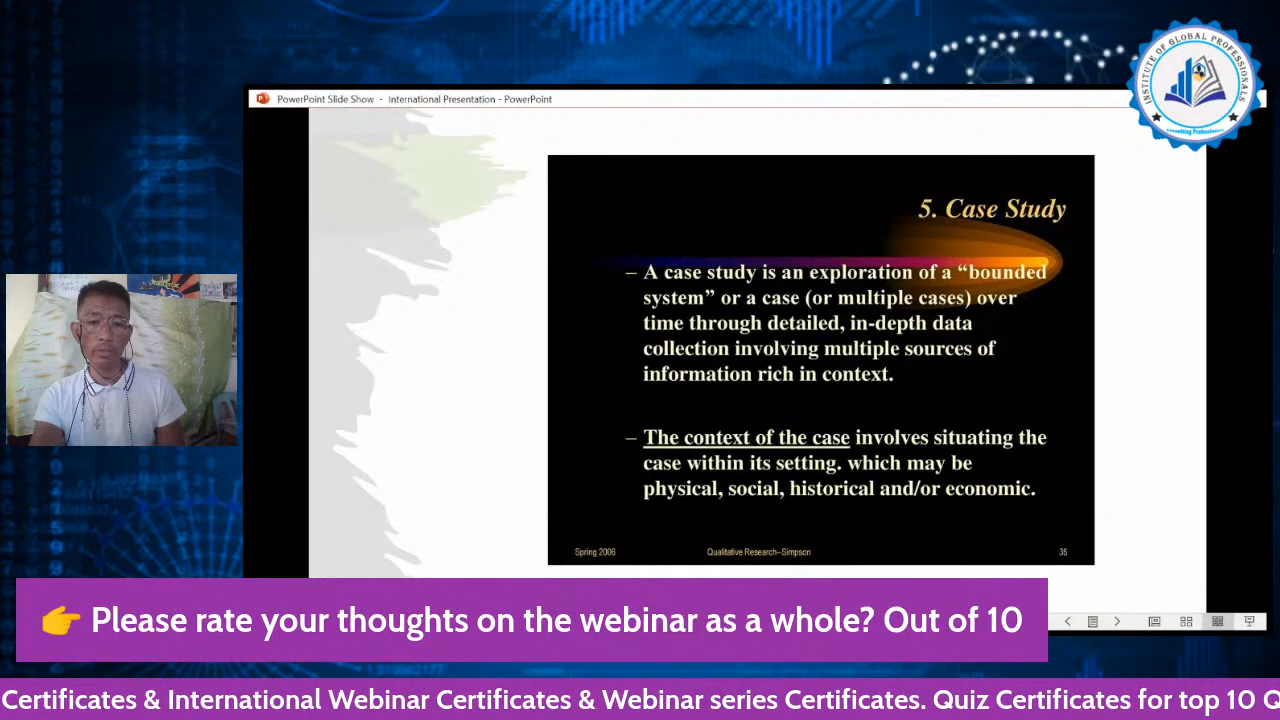 INSTITUTE OF GLOBAL PROFESSIONALS
Connecting Professionals
PowerPoint Slide Show - International Presentation - PowerPoint
5. Case Study
– A case study is an exploration of a “bounded
system” or a case (or multiple cases) over
time through detailed, in-depth data
collection involving multiple sources of
information rich in context.
– The context of the case involves situating the
case within its setting. which may be
physical, social, historical and/or economic.
Spring 2006
Qualitative Research--Simpson
35
👉 Please rate your thoughts on the webinar as a whole? Out of 10
Certificates & International Webinar Certificates & Webinar series Certificates. Quiz Certificates for top 10 Q